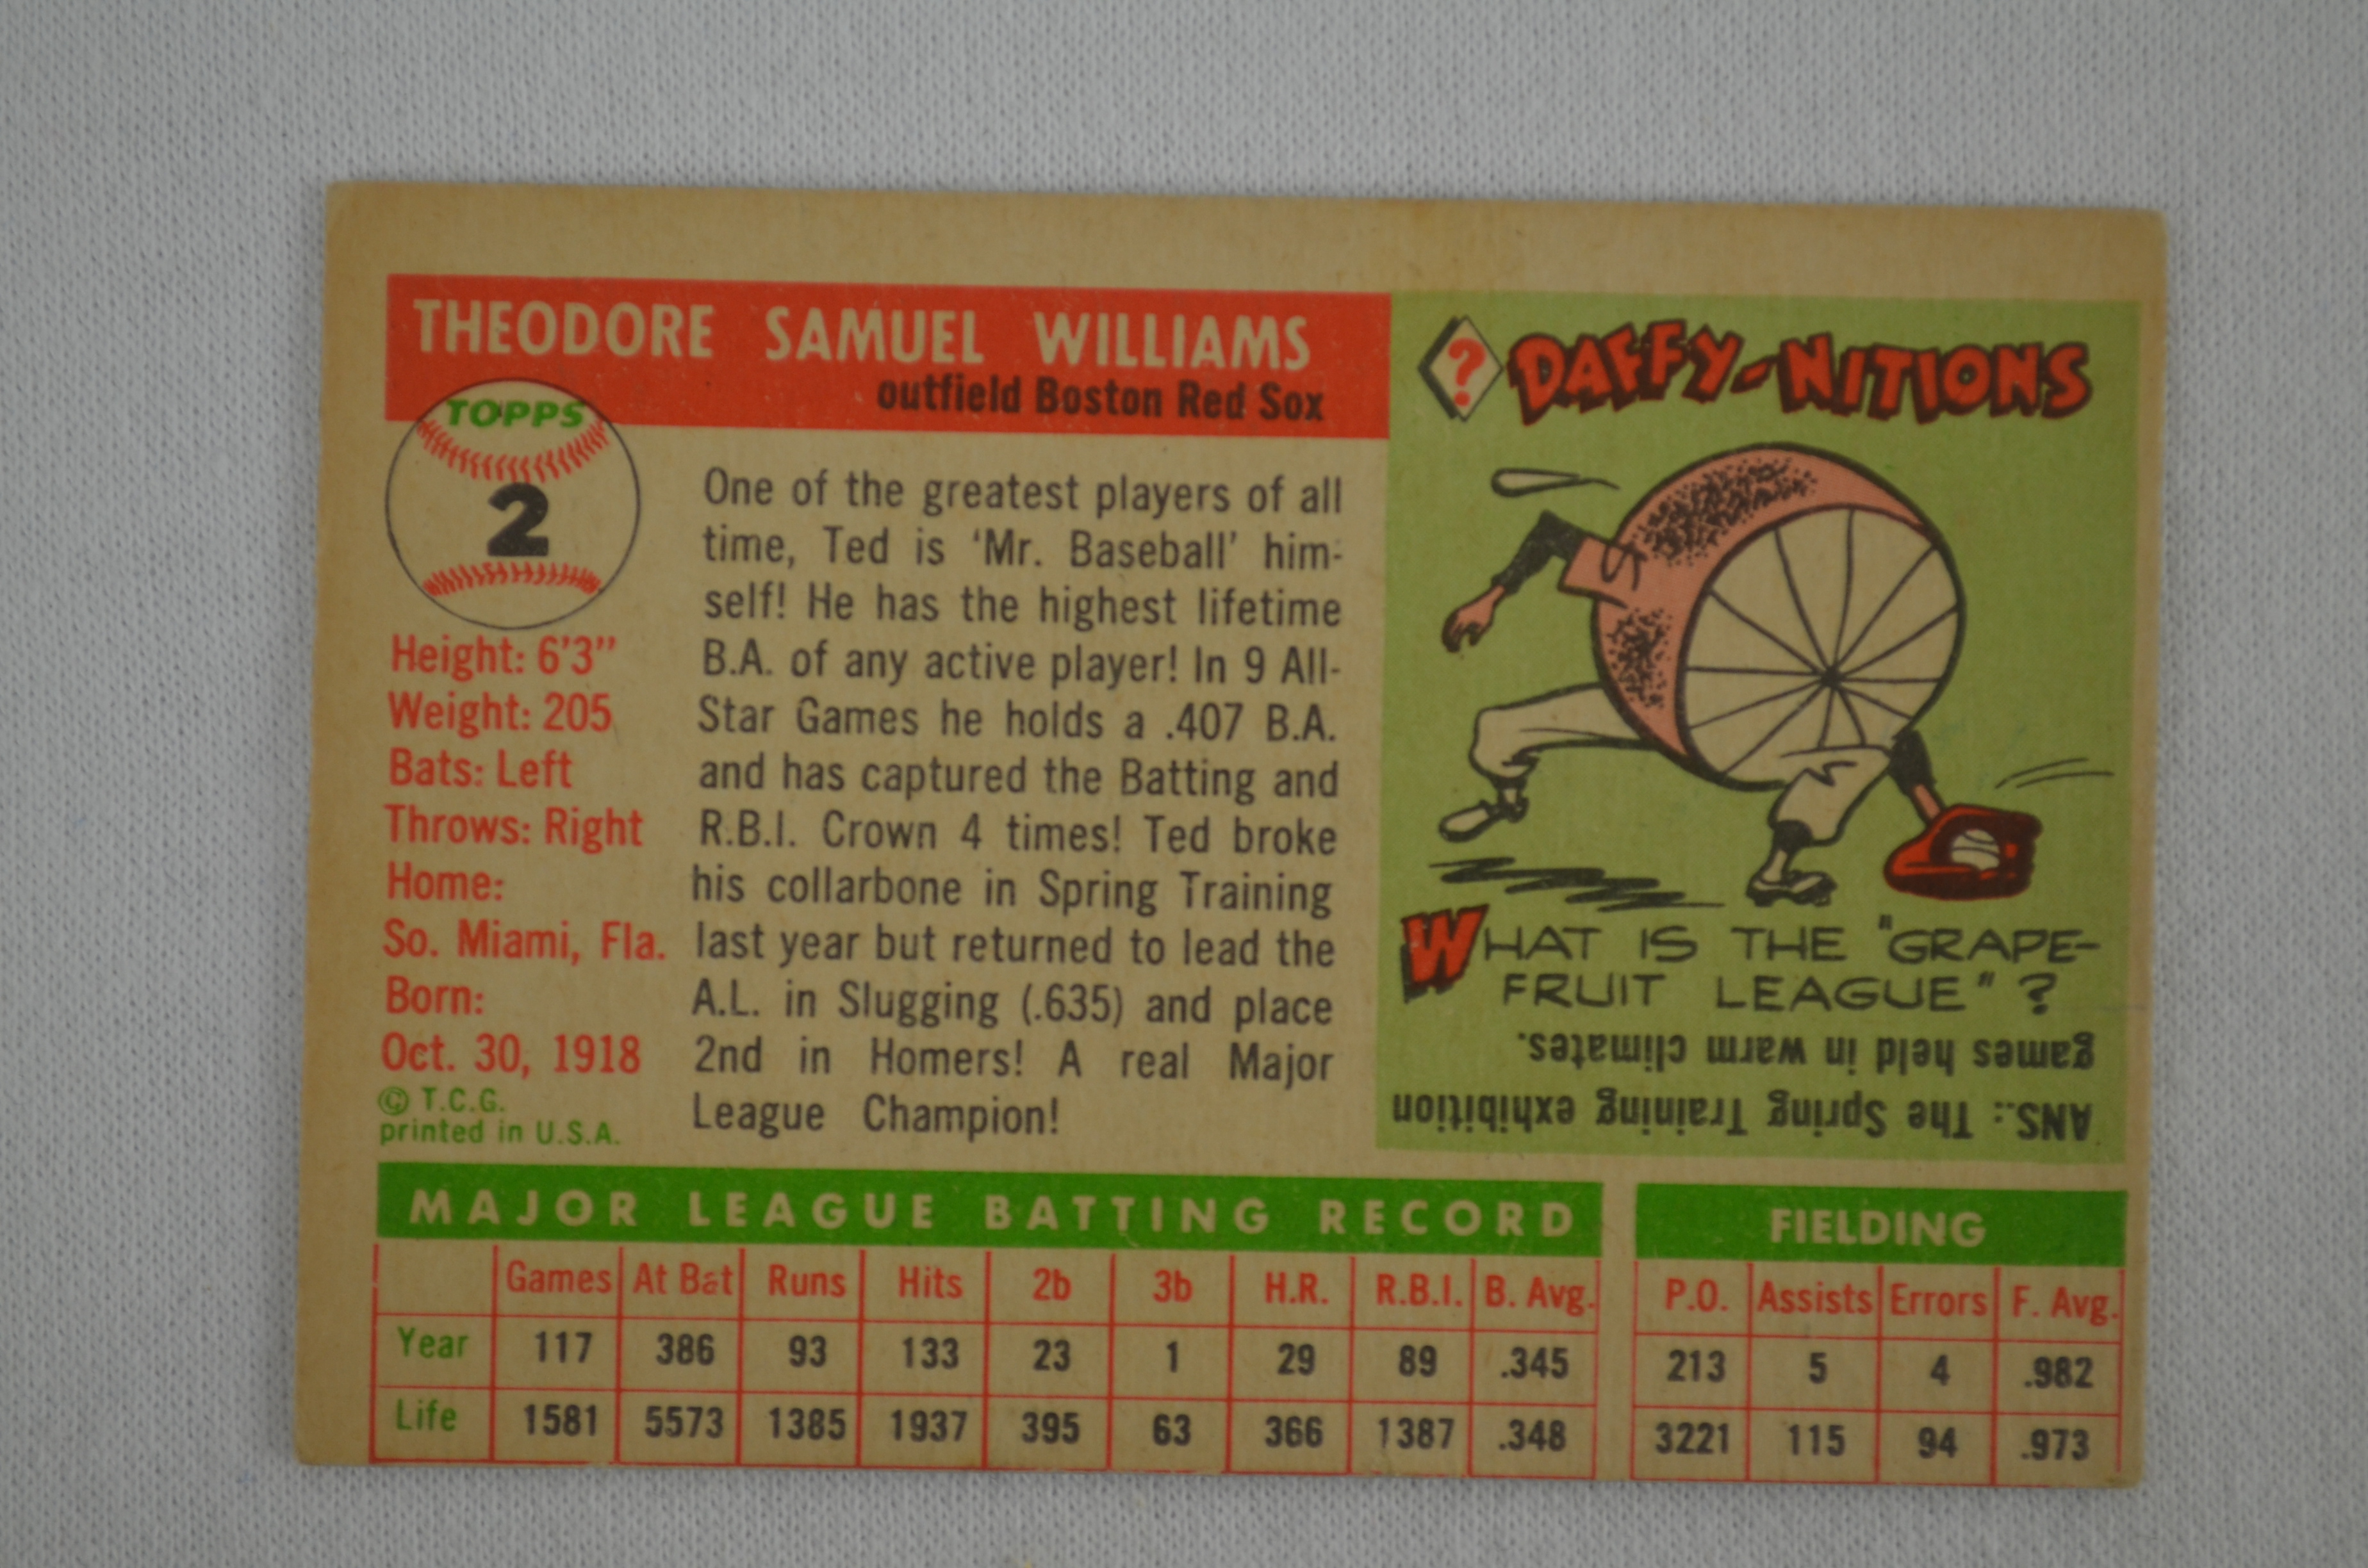 THEODORE SAMUEL WILLIAMS
outfield Boston Red Sox
TOPPS
2
Height: 6'3"
Weight: 205
Bats: Left
Throws: Right
Home:
So. Miami, Fla.
Born:
Oct. 30, 1918
© T.C.G.
printed in U.S.A.
One of the greatest players of all
time, Ted is 'Mr. Baseball' him-
self! He has the highest lifetime
B.A. of any active player! In 9 All-
Star Games he holds a .407 B.A.
and has captured the Batting and
R.B.I. Crown 4 times! Ted broke
his collarbone in Spring Training
last year but returned to lead the
A.L. in Slugging (.635) and place
2nd in Homers! A real Major
League Champion!
? DAFFY-NITIONS
WHAT IS THE "GRAPE-
FRUIT LEAGUE"?
ANS.: The Spring Training exhibition
games held in warm climates.
MAJOR LEAGUE BATTING RECORD
Games At Bat Runs Hits 2b 3b H.R. R.B.I. B. Avg.
Year 117 386 93 133 23 1 29 89 .345
Life 1581 5573 1385 1937 395 63 366 1387 .348
FIELDING
P.O. Assists Errors F. Avg.
213 5 4 .982
3221 115 94 .973